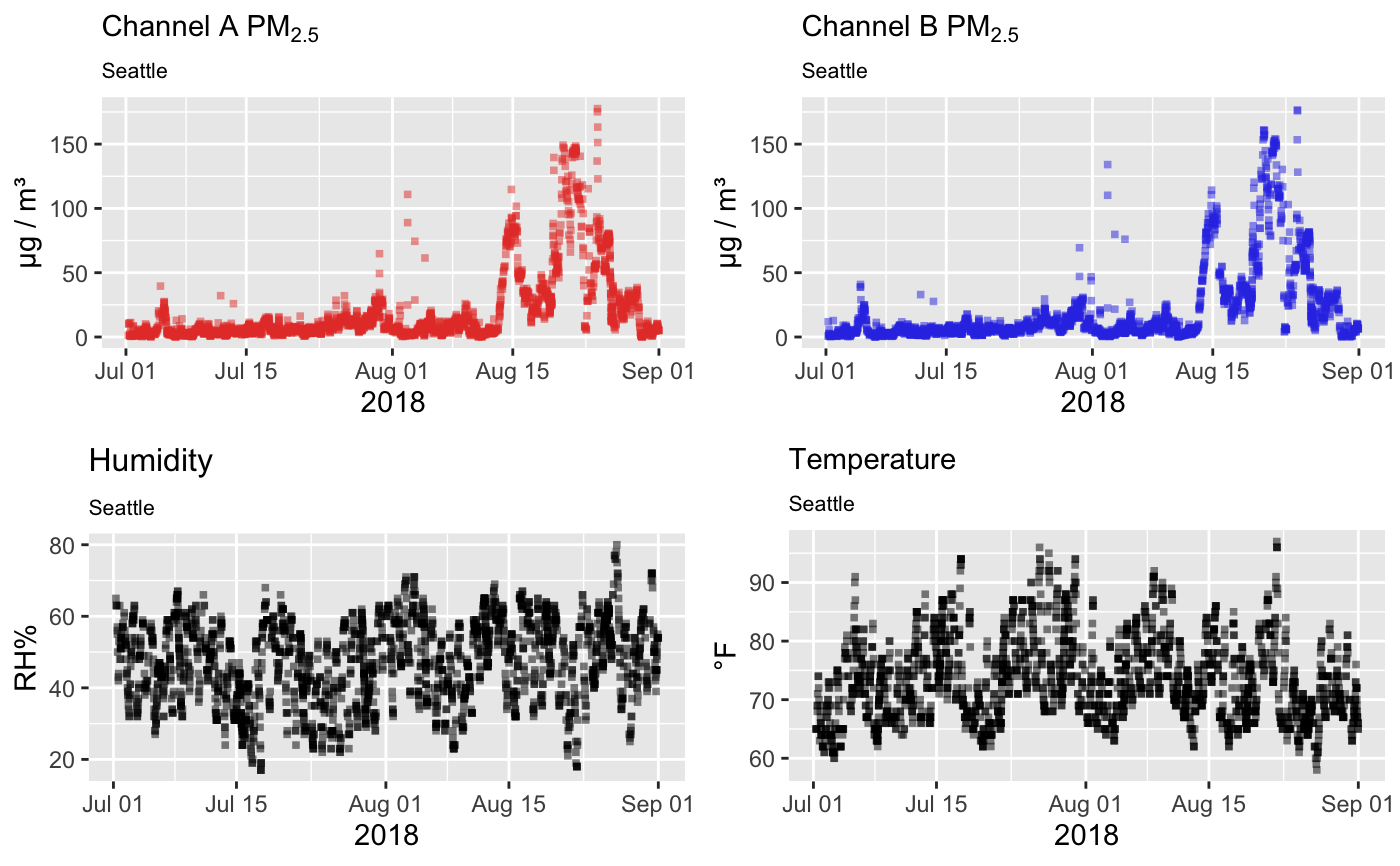 Channel A PM2.5
Seattle
150
100
50
0
µg / m³
Jul 01 Jul 15 Aug 01 Aug 15 Sep 01
2018
Channel B PM2.5
Seattle
150
100
50
0
µg / m³
Jul 01 Jul 15 Aug 01 Aug 15 Sep 01
2018
Humidity
Seattle
80
60
40
20
RH%
Jul 01 Jul 15 Aug 01 Aug 15 Sep 01
2018
Temperature
Seattle
90
80
70
60
°F
Jul 01 Jul 15 Aug 01 Aug 15 Sep 01
2018